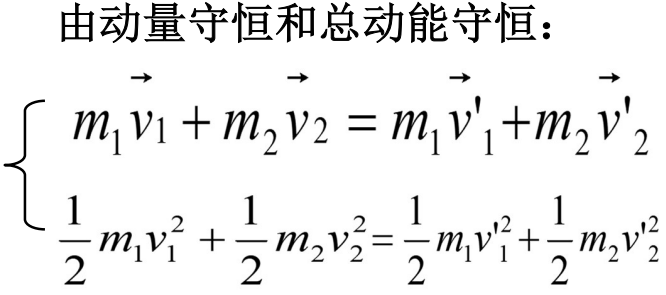 由动量守恒和总动能守恒：
m₁v⃗₁ + m₂v⃗₂ = m₁v⃗'₁+m₂v⃗'₂
½m₁v₁² + ½m₂v₂² = ½m₁v'₁² + ½m₂v'₂²